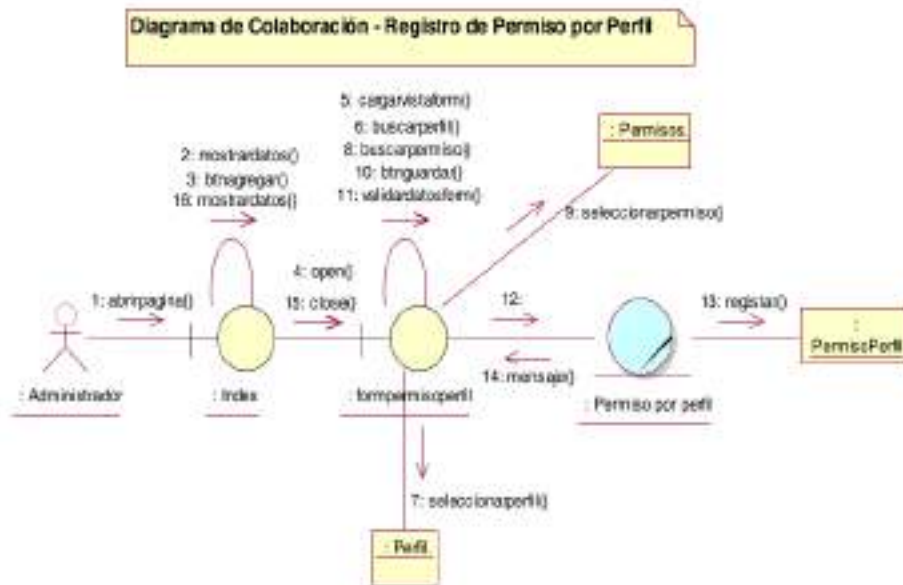 Diagrama de Colaboración - Registro de Permiso por Perfil
5: cargarvistaform()
6: buscarperfil()
8: buscarpermiso()
10: btnguardar()
11: validardatosform()
: Permisos
2: mostrardatos()
3: btnagregar()
16: mostrardatos()
9: seleccionarpermiso()
4: open()
15: close()
1: abrirpagina()
12:
13: registrar()
:
PermisoPerfil
14: mensaje()
: Administrador
: Index
: formpermisoperfil
: Permiso por perfil
7: seleccionarperfil()
: Perfil